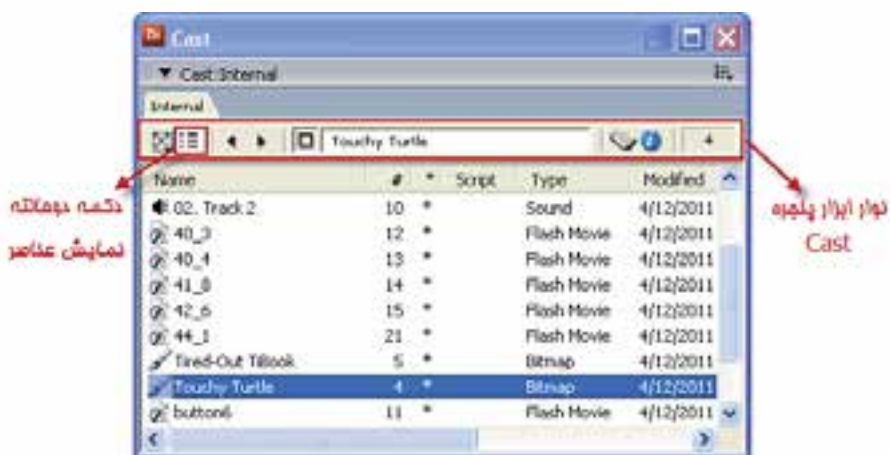 Cast
Cast:Internal
Internal
Touchy Turtle
4
Name # * Script Type Modified
02. Track 2 10 * Sound 4/12/2011
40_3 12 * Flash Movie 4/12/2011
40_4 13 * Flash Movie 4/12/2011
41_8 14 * Flash Movie 4/12/2011
42_6 15 * Flash Movie 4/12/2011
44_1 21 * Flash Movie 4/12/2011
Tired-Out TiBook 5 * Bitmap 4/12/2011
Touchy Turtle 4 * Bitmap 4/12/2011
button6 11 * Flash Movie 4/12/2011
نوار ابزار پنجره
Cast
دکمه دوحالته
نمایش عناصر